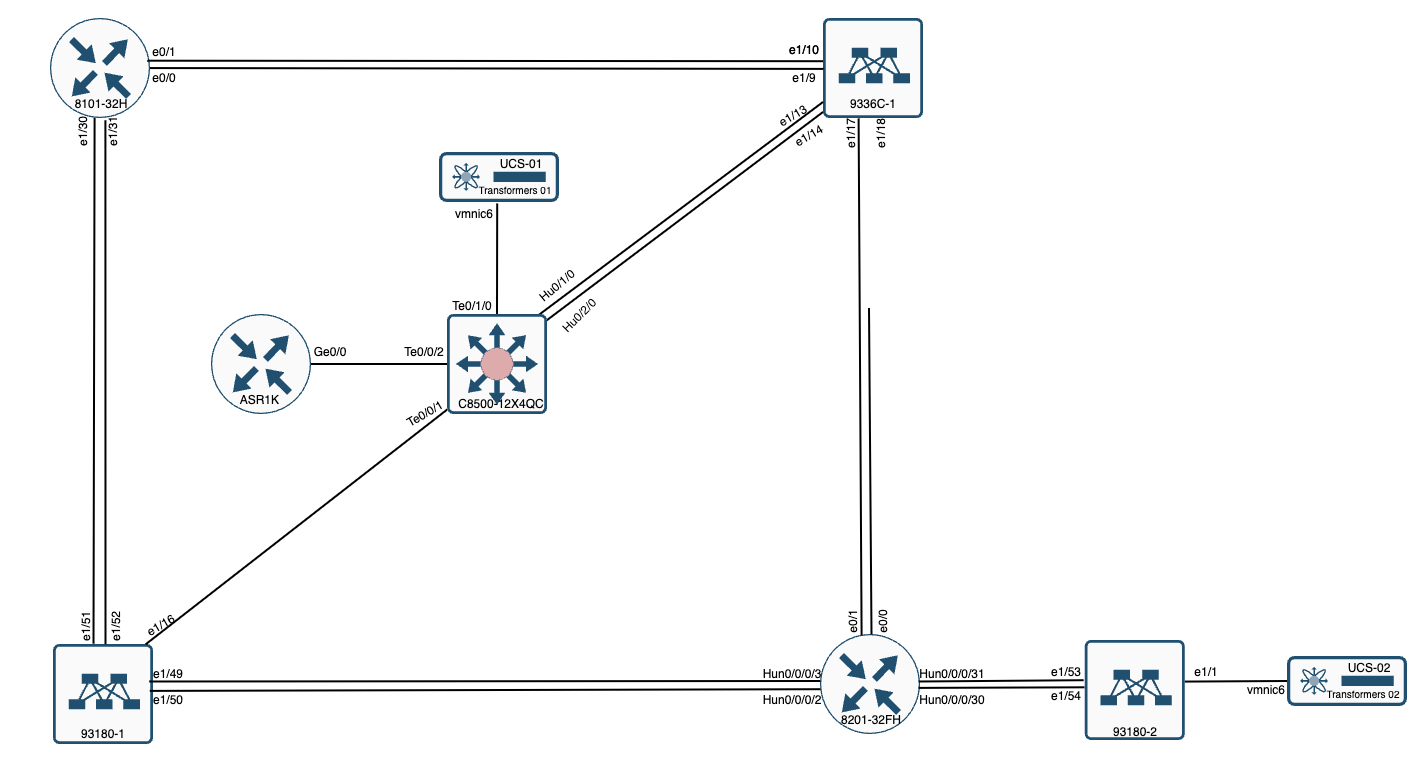 e0/1
e0/0
8101-32H
e1/30
e1/31
e1/10
e1/9
9336C-1
e1/13
e1/14
e1/17
e1/18
UCS-01
Transformers 01
vmnic6
Hu0/1/0
Hu0/2/0
Te0/1/0
Ge0/0
Te0/0/2
ASR1K
C8500-12X4QC
Te0/0/1
e1/51
e1/52
e1/16
e1/49
e1/50
93180-1
e0/1
e0/0
Hun0/0/0/3
Hun0/0/0/2
8201-32FH
Hun0/0/0/31
Hun0/0/0/30
e1/53
e1/54
93180-2
e1/1
vmnic6
UCS-02
Transformers 02